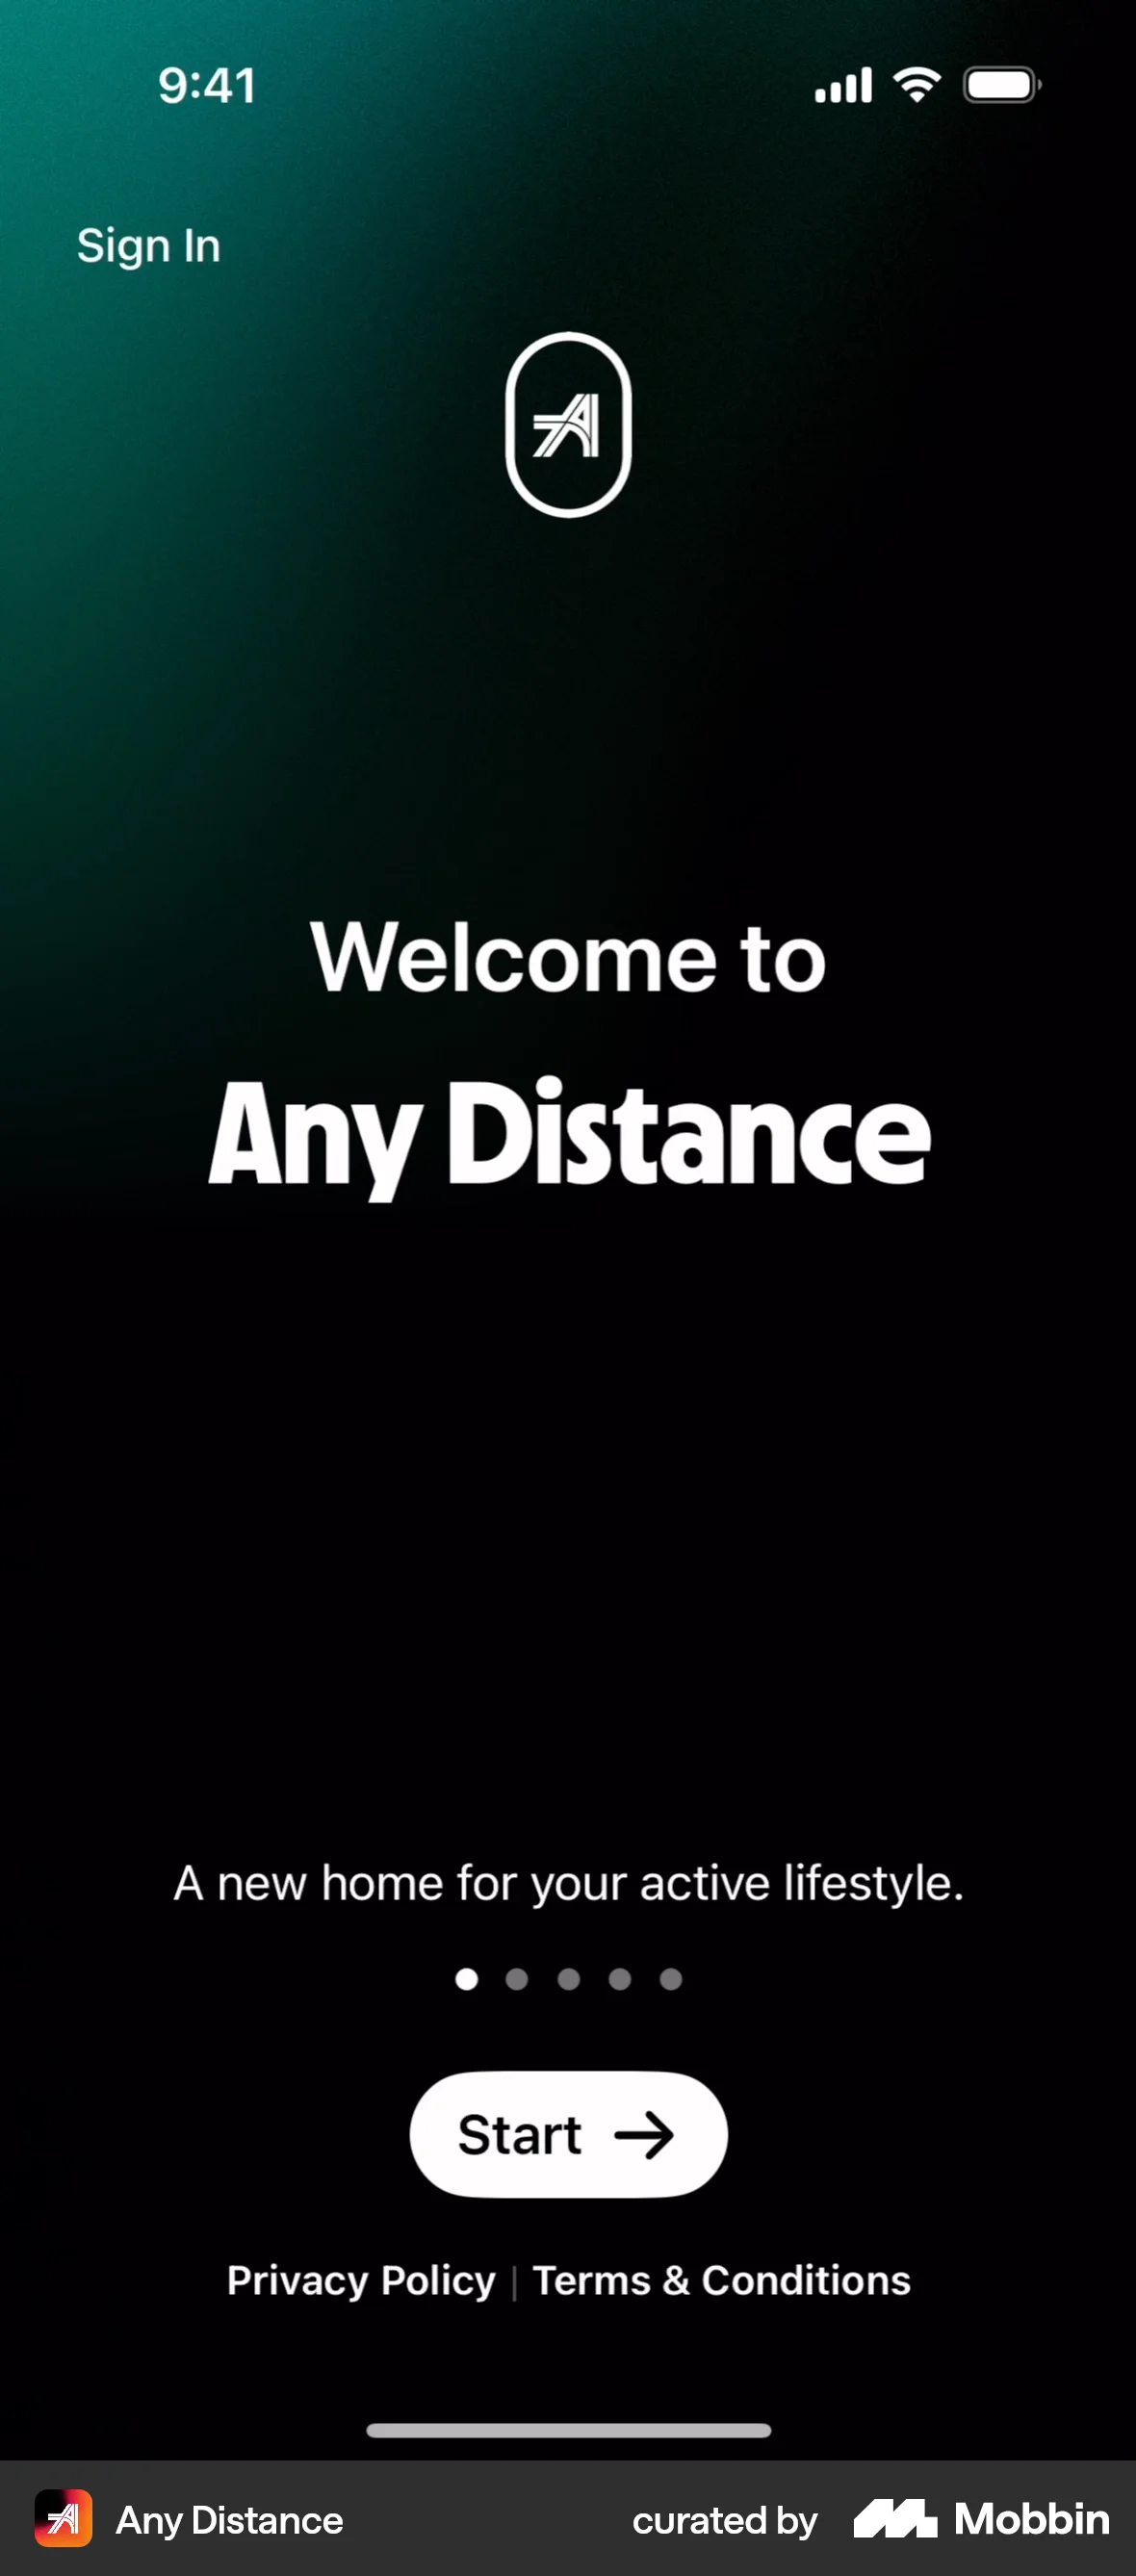 9:41
Sign In
Welcome to
Any Distance
A new home for your active lifestyle.
Start →
Privacy Policy | Terms & Conditions
Any Distance
curated by Mobbin